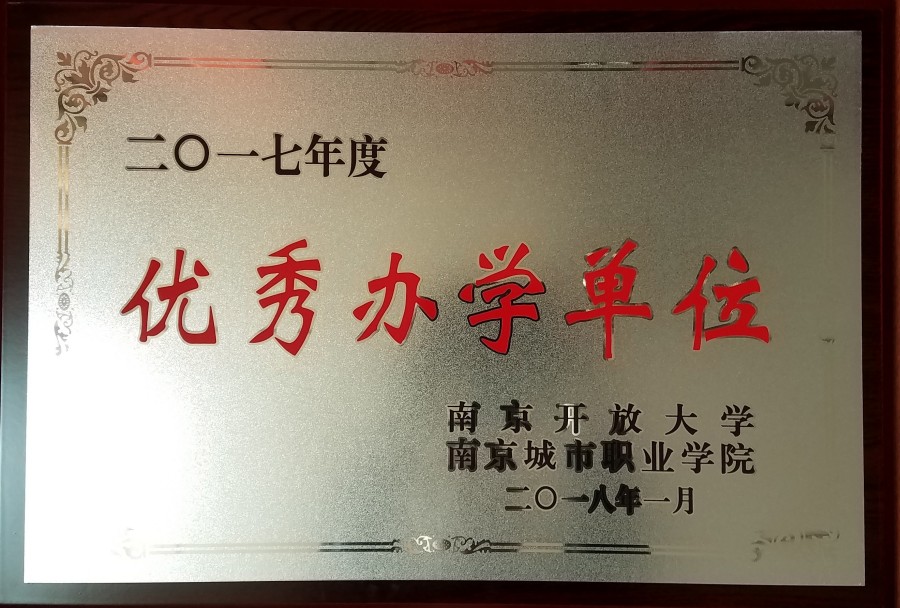 二〇一七年度
优秀办学单位
南京开放大学
南京城市职业学院
二〇一八年一月